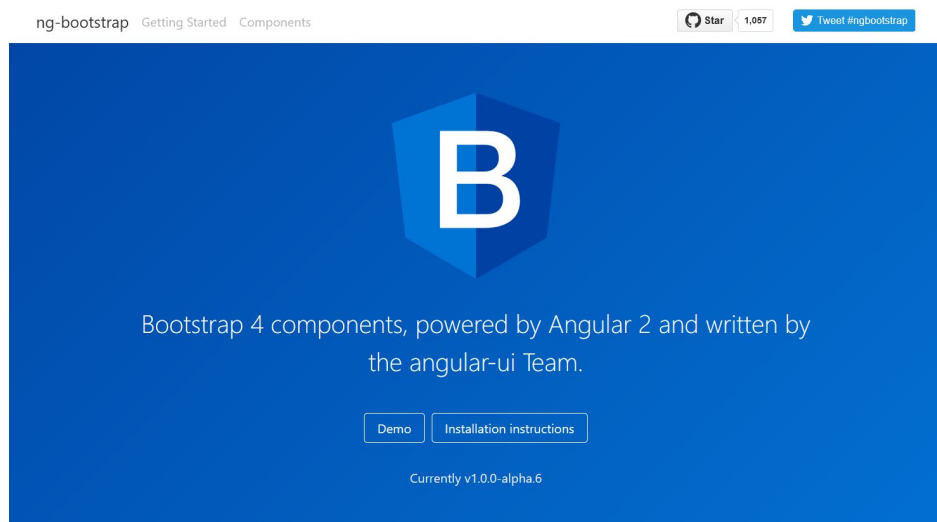 ng-bootstrap Getting Started Components Star 1,057 Tweet #ngbootstrap
B
Bootstrap 4 components, powered by Angular 2 and written by
the angular-ui Team.
Demo Installation instructions
Currently v1.0.0-alpha.6